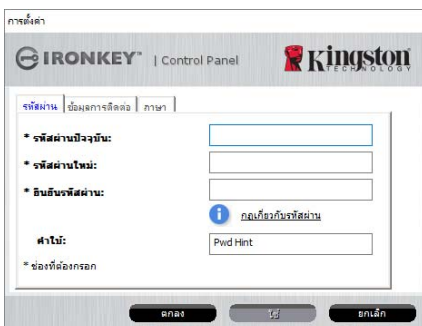 การตั้งค่า
IRONKEY™ | Control Panel
Kingston TECHNOLOGY
รหัสผ่าน ข้อมูลการติดต่อ ภาษา
* รหัสผ่านปัจจุบัน:
* รหัสผ่านใหม่:
* ยืนยันรหัสผ่าน:
กฎเกี่ยวกับรหัสผ่าน
คำใบ้: Pwd Hint
* ช่องที่ต้องกรอก
ตกลง ใช้ ยกเลิก